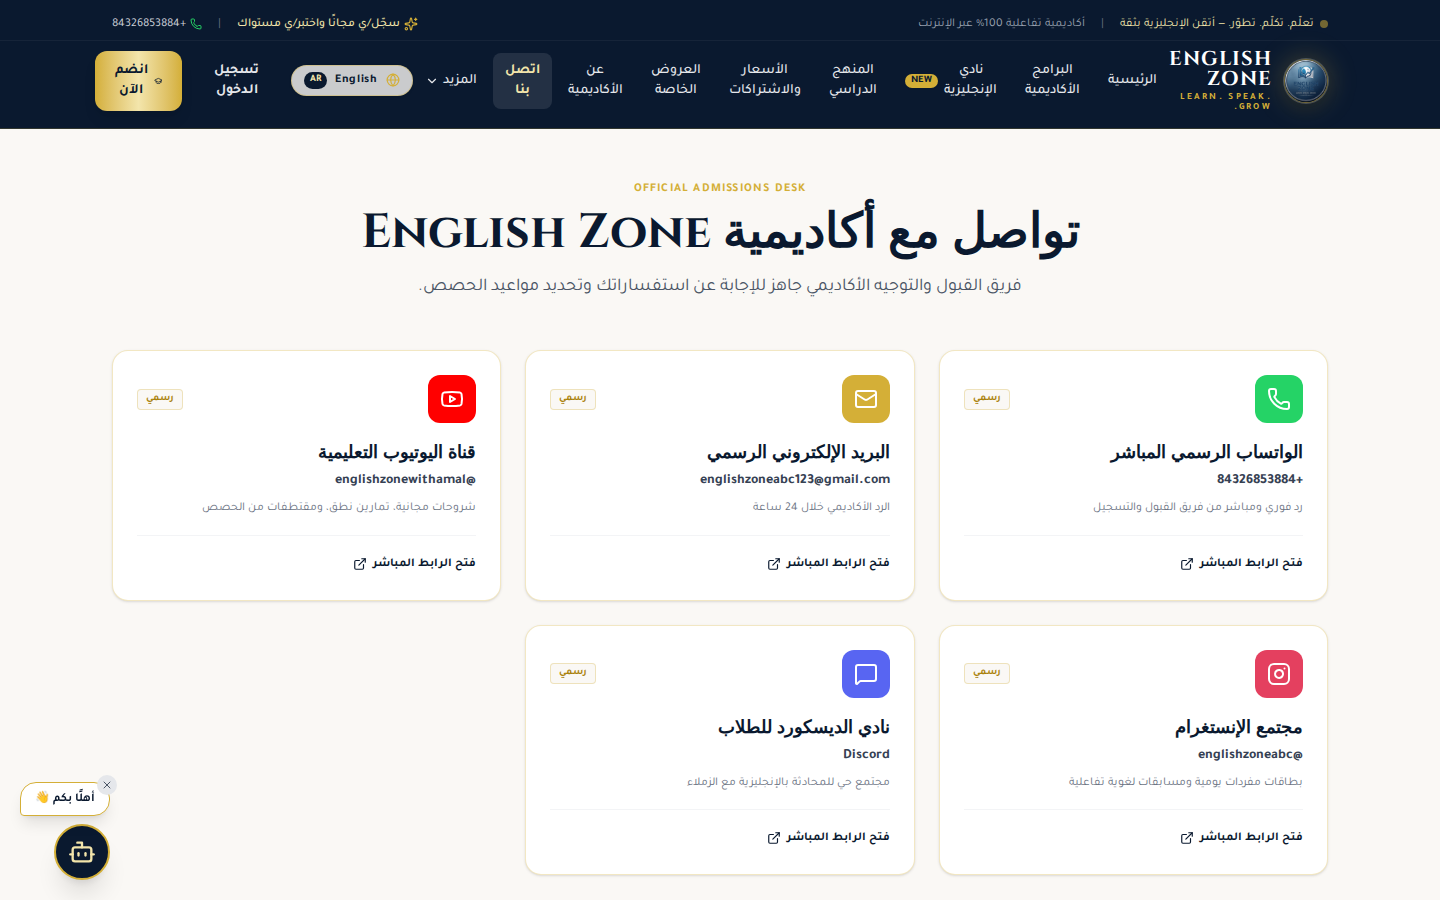 تعلّم. تكلّم. تطوّر. – أتقن الإنجليزية بثقة | أكاديمية تفاعلية 100% عبر الإنترنت
سجّل/ي مجانًا واختبر/ي مستواك | +84326853884
ENGLISH
ZONE
LEARN. SPEAK.
GROW.
الرئيسية
البرامج
الأكاديمية
نادي
الإنجليزية
NEW
المنهج
الدراسي
الأسعار
والاشتراكات
العروض
الخاصة
عن
الأكاديمية
اتصل
بنا
المزيد
English AR
تسجيل
الدخول
انضم
الآن
OFFICIAL ADMISSIONS DESK
تواصل مع أكاديمية English Zone
فريق القبول والتوجيه الأكاديمي جاهز للإجابة عن استفساراتك وتحديد مواعيد الحصص.
رسمي
الواتساب الرسمي المباشر
+84326853884
رد فوري ومباشر من فريق القبول والتسجيل
فتح الرابط المباشر
رسمي
البريد الإلكتروني الرسمي
englishzoneabc123@gmail.com
الرد الأكاديمي خلال 24 ساعة
فتح الرابط المباشر
رسمي
قناة اليوتيوب التعليمية
@englishzonewithamal
شروحات مجانية، تمارين نطق، ومقتطفات من الحصص
فتح الرابط المباشر
رسمي
مجتمع الإنستغرام
@englishzoneabc
بطاقات مفردات يومية ومسابقات لغوية تفاعلية
فتح الرابط المباشر
رسمي
نادي الديسكورد للطلاب
Discord
مجتمع حي للمحادثة بالإنجليزية مع الزملاء
فتح الرابط المباشر
أهلًا بكم 👋